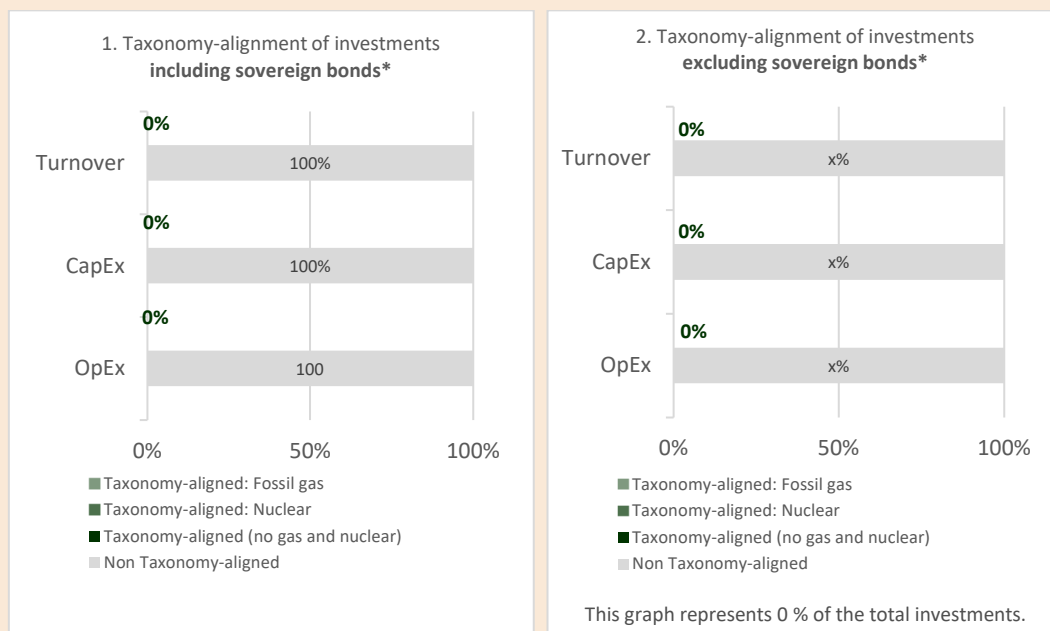 1. Taxonomy-alignment of investments
including sovereign bonds*
0%
Turnover
100%
0%
CapEx
100%
0%
OpEx
100
0%
50%
100%
Taxonomy-aligned: Fossil gas
Taxonomy-aligned: Nuclear
Taxonomy-aligned (no gas and nuclear)
Non Taxonomy-aligned
2. Taxonomy-alignment of investments
excluding sovereign bonds*
0%
Turnover
x%
0%
CapEx
x%
0%
OpEx
x%
0%
50%
100%
Taxonomy-aligned: Fossil gas
Taxonomy-aligned: Nuclear
Taxonomy-aligned (no gas and nuclear)
Non Taxonomy-aligned
This graph represents 0 % of the total investments.